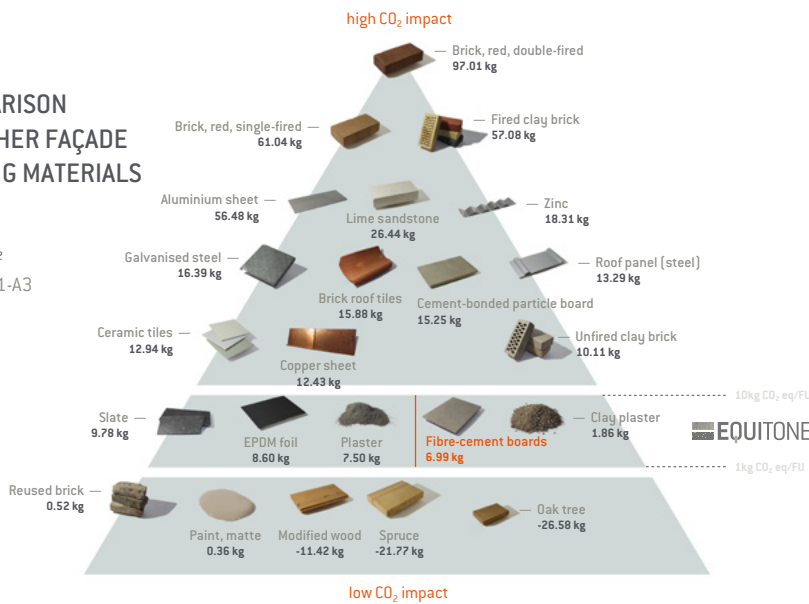 high CO₂ impact
Brick, red, double-fired
97.01 kg
ARISON
HER FAÇADE
G MATERIALS
Brick, red, single-fired
61.04 kg
Fired clay brick
57.08 kg
Aluminium sheet
56.48 kg
Lime sandstone
26.44 kg
Zinc
18.31 kg
2
1-A3
Galvanised steel
16.39 kg
Brick roof tiles
15.88 kg
Cement-bonded particle board
15.25 kg
Roof panel (steel)
13.29 kg
Ceramic tiles
12.94 kg
Copper sheet
12.43 kg
Unfired clay brick
10.11 kg
10kg CO₂ eq/FU
Slate
9.78 kg
EPDM foil
8.60 kg
Plaster
7.50 kg
Fibre-cement boards
6.99 kg
Clay plaster
1.86 kg
EQUITONE
1kg CO₂ eq/FU
Reused brick
0.52 kg
Paint, matte
0.36 kg
Modified wood
-11.42 kg
Spruce
-21.77 kg
Oak tree
-26.58 kg
low CO₂ impact